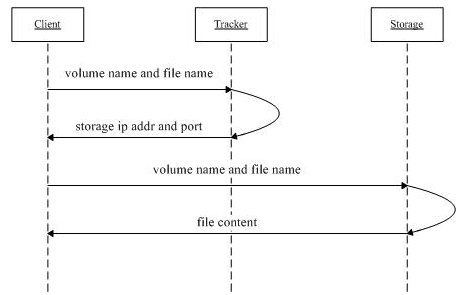 Client
Tracker
Storage
volume name and file name
storage ip addr and port
volume name and file name
file content